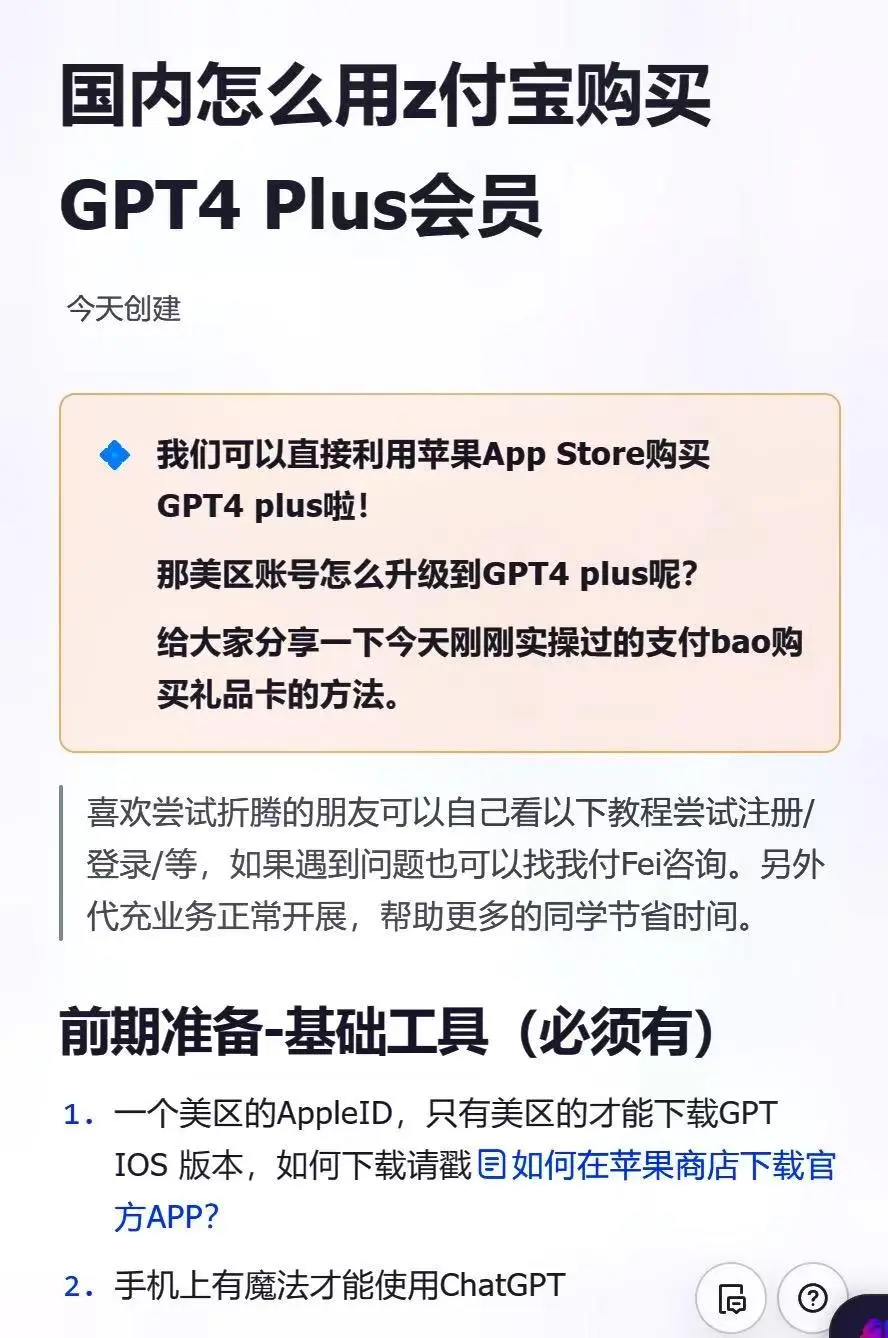 国内怎么用z付宝购买
GPT4 Plus会员
今天创建
我们可以直接利用苹果App Store购买
GPT4 plus啦！
那美区账号怎么升级到GPT4 plus呢？
给大家分享一下今天刚刚实操过的支付bao购
买礼品卡的方法。
喜欢尝试折腾的朋友可以自己看以下教程尝试注册/
登录/等，如果遇到问题也可以找我付Fei咨询。另外
代充业务正常开展，帮助更多的同学节省时间。
前期准备-基础工具（必须有）
1. 一个美区的AppleID，只有美区的才能下载GPT
IOS 版本，如何下载请戳如何在苹果商店下载官
方APP？
2. 手机上有魔法才能使用ChatGPT